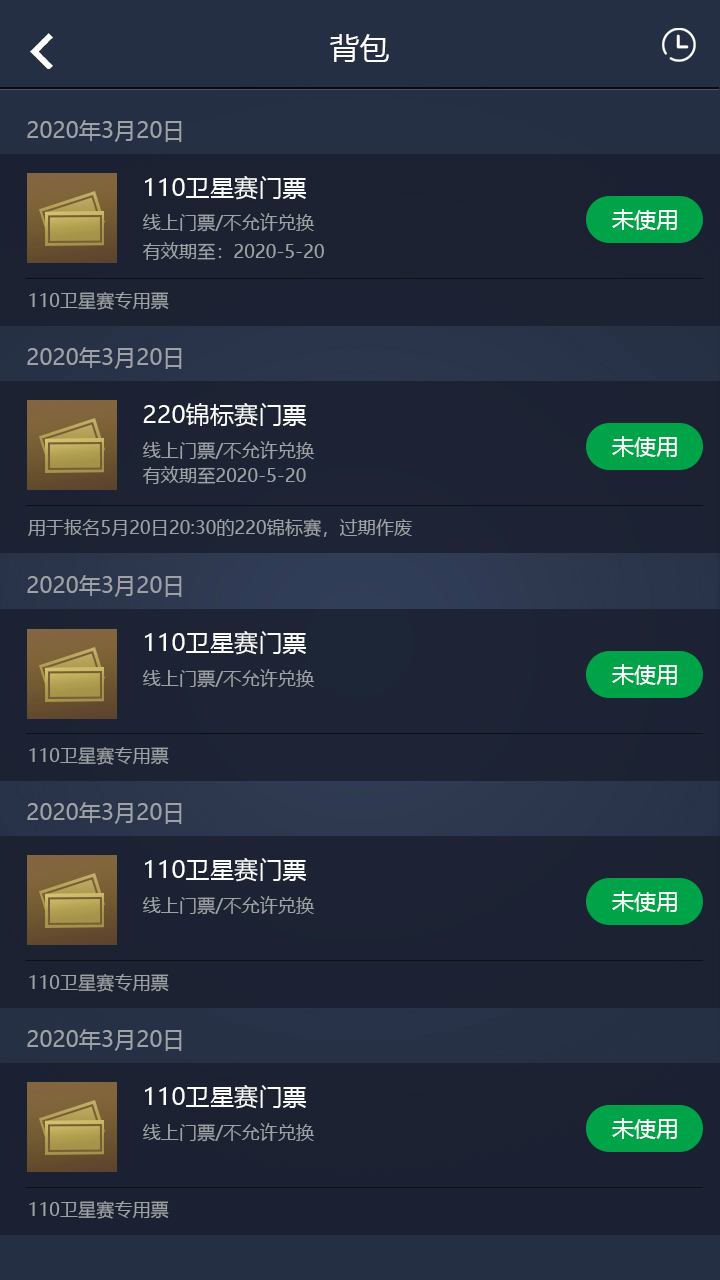 背包
2020年3月20日
110卫星赛门票
线上门票/不允许兑换
未使用
有效期至：2020-5-20
110卫星赛专用票
2020年3月20日
220锦标赛门票
线上门票/不允许兑换
未使用
有效期至2020-5-20
用于报名5月20日20:30的220锦标赛，过期作废
2020年3月20日
110卫星赛门票
线上门票/不允许兑换
未使用
110卫星赛专用票
2020年3月20日
110卫星赛门票
线上门票/不允许兑换
未使用
110卫星赛专用票
2020年3月20日
110卫星赛门票
线上门票/不允许兑换
未使用
110卫星赛专用票